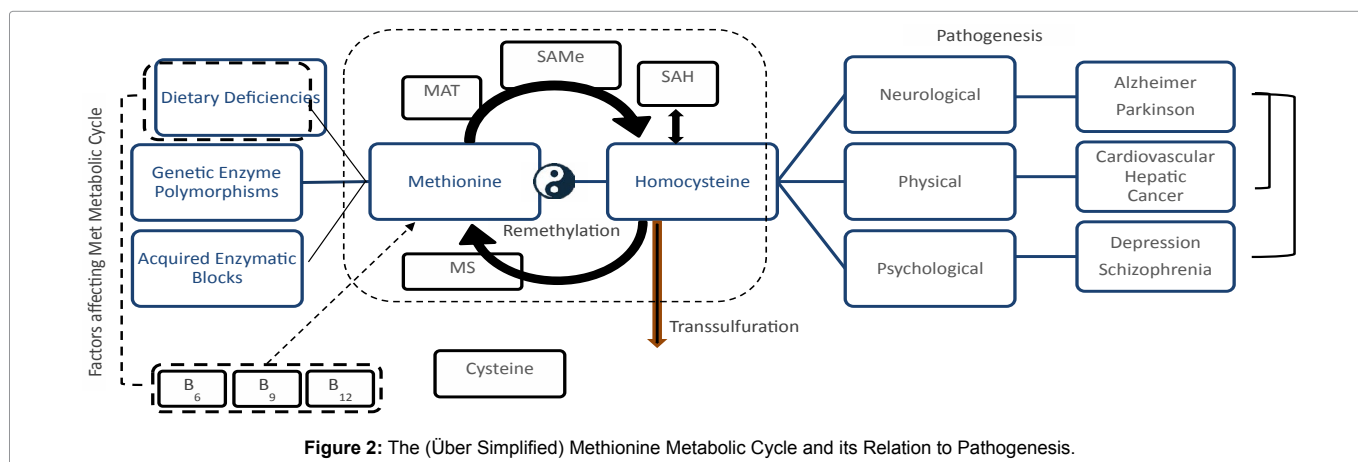 Pathogenesis
Factors affecting Met Metabolic Cycle
Dietary Deficiencies
Genetic Enzyme
Polymorphisms
Acquired Enzymatic
Blocks
B6
B9
B12
MAT
SAMe
SAH
Methionine
Homocysteine
Remethylation
MS
Transsulfuration
Cysteine
Neurological
Physical
Psychological
Alzheimer
Parkinson
Cardiovascular
Hepatic
Cancer
Depression
Schizophrenia
Figure 2: The (Über Simplified) Methionine Metabolic Cycle and its Relation to Pathogenesis.